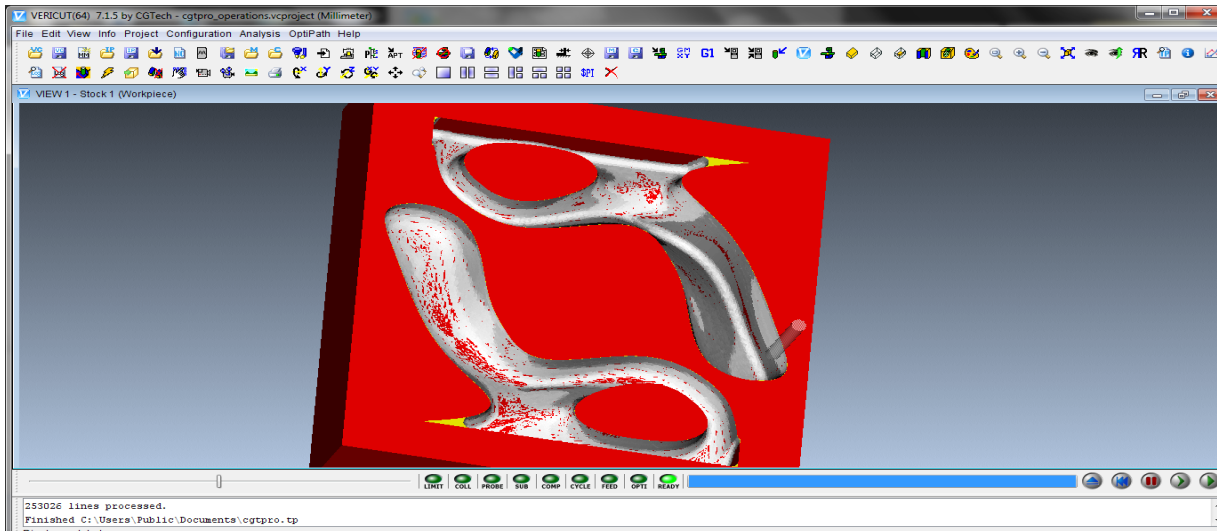 VERICUT(64) 7.1.5 by CGTech - cgtpro_operations.vcproject (Millimeter)
File Edit View Info Project Configuration Analysis OptiPath Help
G1
VIEW 1 - Stock 1 (Workpiece)
LIMIT COLL PROBE SUB COMP CYCLE FEED OPTI READY
253026 lines processed.
Finished C:\Users\Public\Documents\cgtpro.tp